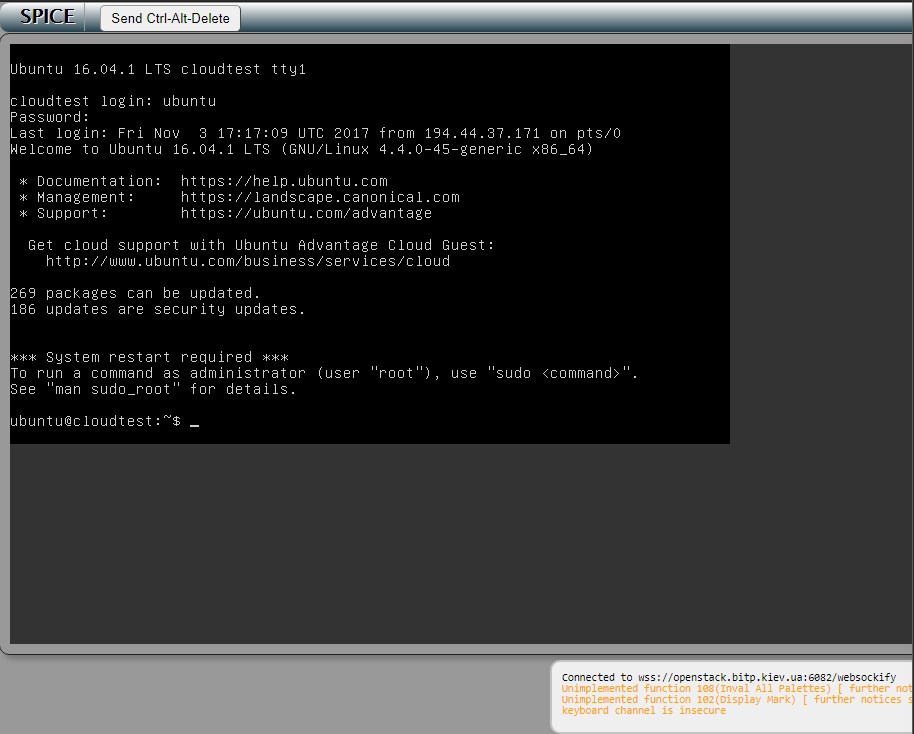 SPICE
Send Ctrl-Alt-Delete
Ubuntu 16.04.1 LTS cloudtest tty1
cloudtest login: ubuntu
Password:
Last login: Fri Nov  3 17:17:09 UTC 2017 from 194.44.37.171 on pts/0
Welcome to Ubuntu 16.04.1 LTS (GNU/Linux 4.4.0-45-generic x86_64)
* Documentation:  https://help.ubuntu.com
* Management:     https://landscape.canonical.com
* Support:        https://ubuntu.com/advantage
Get cloud support with Ubuntu Advantage Cloud Guest:
http://www.ubuntu.com/business/services/cloud
269 packages can be updated.
186 updates are security updates.
*** System restart required ***
To run a command as administrator (user "root"), use "sudo <command>".
See "man sudo_root" for details.
ubuntu@cloudtest:~$ _
Connected to wss://openstack.bitp.kiev.ua:6082/websockify
Unimplemented function 108(Inval All Palettes) [ further not
Unimplemented function 102(Display Mark) [ further notices s
keyboard channel is insecure